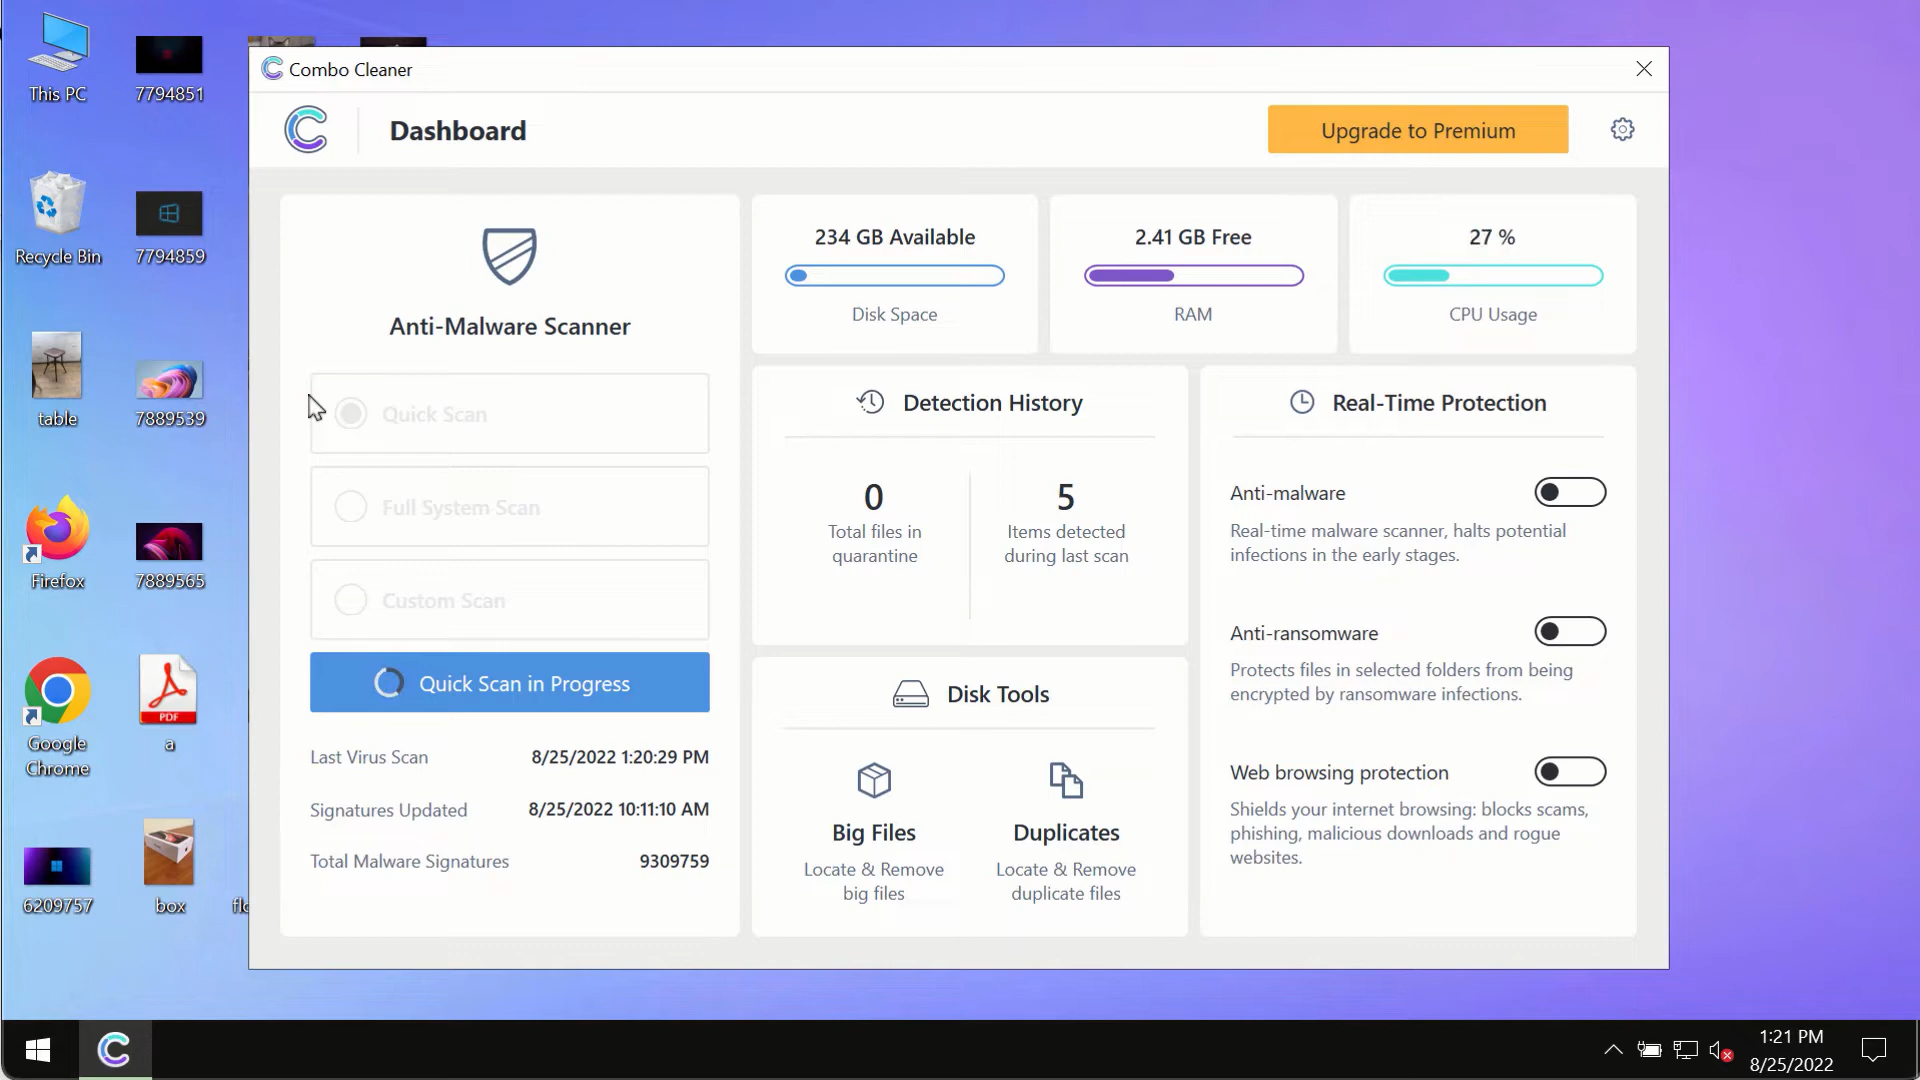 This PC
7794851
Recycle Bin
7794859
table
7889539
Firefox
7889565
Google
Chrome
PDF
a
6209757
box
Combo Cleaner
Dashboard
Upgrade to Premium
Anti-Malware Scanner
Quick Scan
Full System Scan
Custom Scan
Quick Scan in Progress
Last Virus Scan 8/25/2022 1:20:29 PM
Signatures Updated 8/25/2022 10:11:10 AM
Total Malware Signatures 9309759
234 GB Available
Disk Space
2.41 GB Free
RAM
27 %
CPU Usage
Detection History
0
Total files in
quarantine
5
Items detected
during last scan
Disk Tools
Big Files
Locate & Remove
big files
Duplicates
Locate & Remove
duplicate files
Real-Time Protection
Anti-malware
Real-time malware scanner, halts potential
infections in the early stages.
Anti-ransomware
Protects files in selected folders from being
encrypted by ransomware infections.
Web browsing protection
Shields your internet browsing: blocks scams,
phishing, malicious downloads and rogue
websites.
1:21 PM
8/25/2022